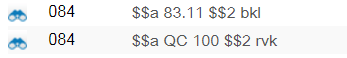 084 $$a 83.11 $$2 bkl
084 $$a QC 100 $$2 rvk